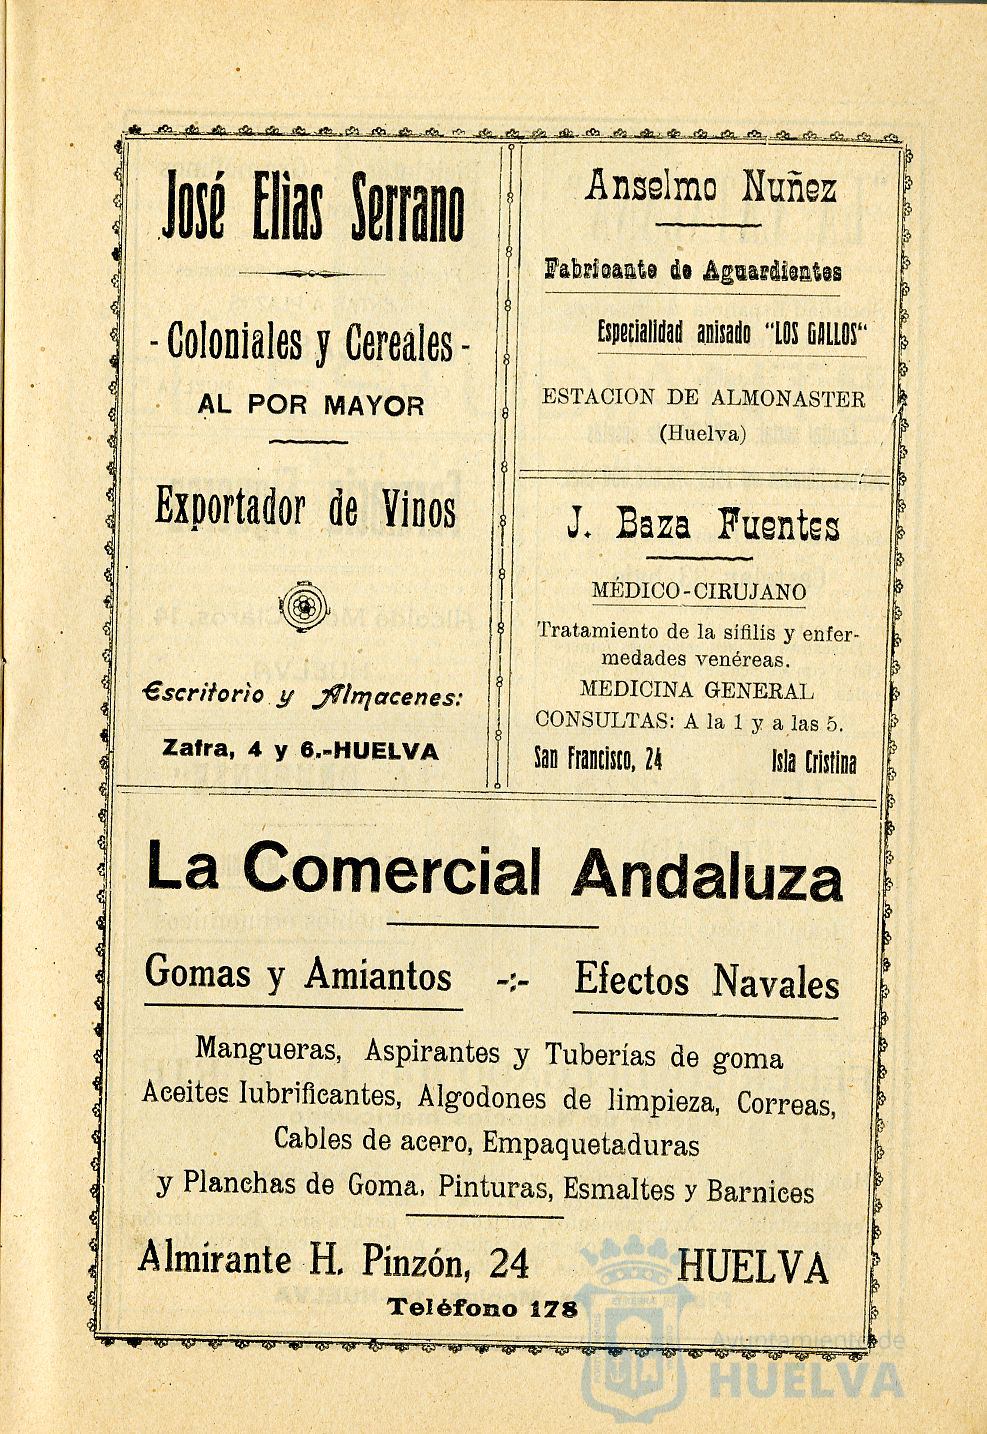 José Elias Serrano
- Coloniales y Cereales -
AL POR MAYOR
Exportador de Vinos
Escritorio y Almacenes:
Zafra, 4 y 6.-HUELVA
Anselmo Nuñez
Fabricante de Aguardientes
Especialidad anisado "LOS GALLOS"
ESTACION DE ALMONASTER
(Huelva)
J. Baza Fuentes
MÉDICO-CIRUJANO
Tratamiento de la sífilis y enfer-
medades venéreas.
MEDICINA GENERAL
CONSULTAS: A la 1 y a las 5.
San Francisco, 24 Isla Cristina
La Comercial Andaluza
Gomas y Amiantos -:- Efectos Navales
Mangueras, Aspirantes y Tuberías de goma
Aceites lubrificantes, Algodones de limpieza, Correas,
Cables de acero, Empaquetaduras
y Planchas de Goma, Pinturas, Esmaltes y Barnices
Almirante H. Pinzón, 24 HUELVA
Teléfono 178
Ayuntamiento de
HUELVA